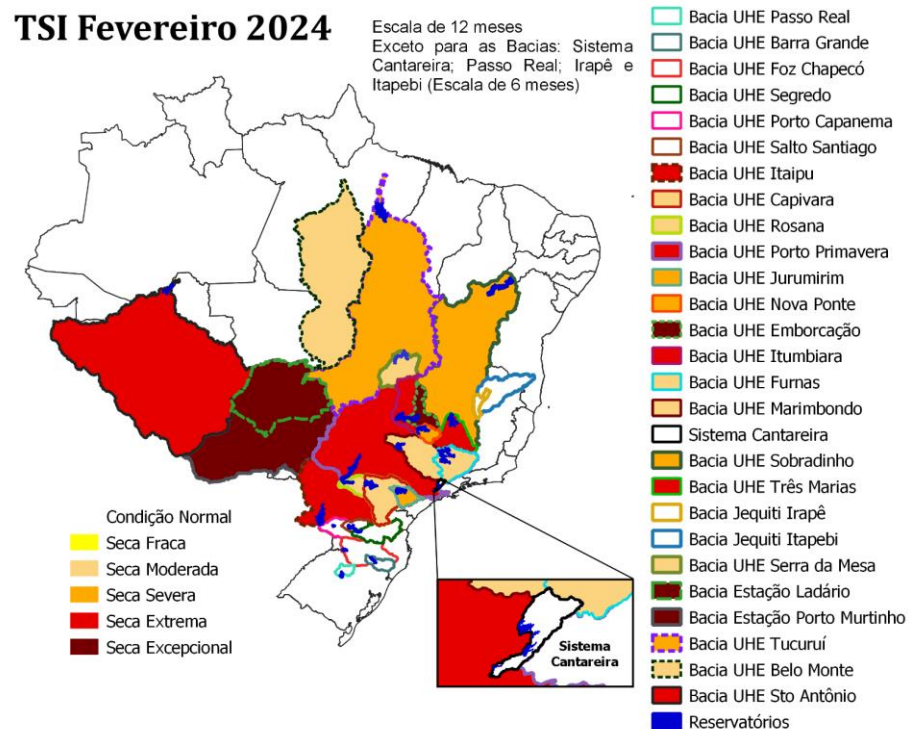 TSI Fevereiro 2024
Escala de 12 meses
Exceto para as Bacias: Sistema
Cantareira; Passo Real; Irapê e
Itapebi (Escala de 6 meses)
Bacia UHE Passo Real
Bacia UHE Barra Grande
Bacia UHE Foz Chapecó
Bacia UHE Segredo
Bacia UHE Porto Capanema
Bacia UHE Salto Santiago
Bacia UHE Itaipu
Bacia UHE Capivara
Bacia UHE Rosana
Bacia UHE Porto Primavera
Bacia UHE Jurumirim
Bacia UHE Nova Ponte
Bacia UHE Emborcação
Bacia UHE Itumbiara
Bacia UHE Furnas
Bacia UHE Marimbondo
Sistema Cantareira
Bacia UHE Sobradinho
Bacia UHE Três Marias
Bacia Jequiti Irapê
Bacia Jequiti Itapebi
Bacia UHE Serra da Mesa
Bacia Estação Ladário
Bacia Estação Porto Murtinho
Bacia UHE Tucuruí
Bacia UHE Belo Monte
Bacia UHE Sto Antônio
Reservatórios
Condição Normal
Seca Fraca
Seca Moderada
Seca Severa
Seca Extrema
Seca Excepcional
Sistema
Cantareira